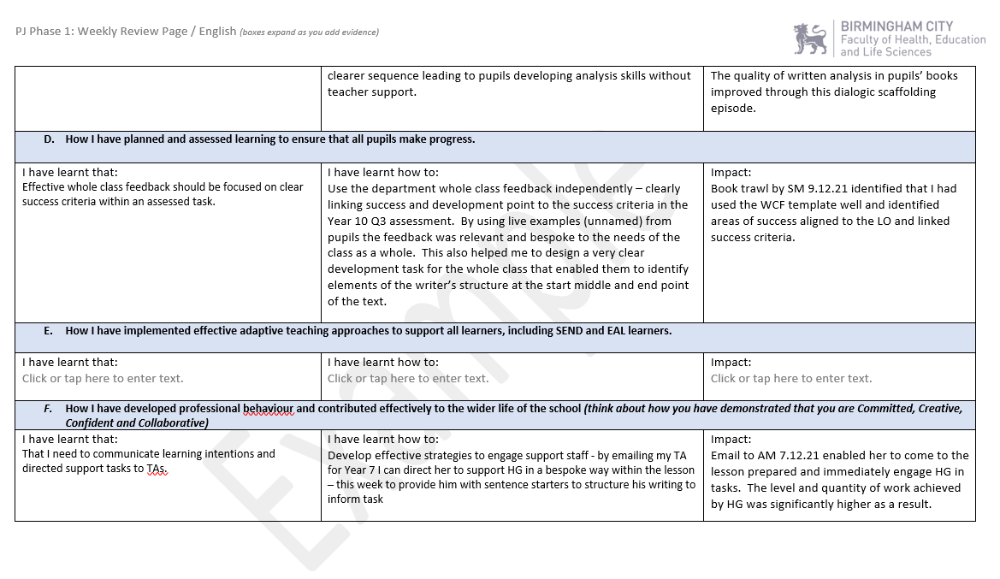 PJ Phase 1: Weekly Review Page / English (boxes expand as you add evidence)
BIRMINGHAM CITY
Faculty of Health, Education
and Life Sciences
clearer sequence leading to pupils developing analysis skills without
teacher support.
The quality of written analysis in pupils’ books
improved through this dialogic scaffolding
episode.
D. How I have planned and assessed learning to ensure that all pupils make progress.
I have learnt that:
Effective whole class feedback should be focused on clear
success criteria within an assessed task.
I have learnt how to:
Use the department whole class feedback independently – clearly
linking success and development point to the success criteria in the
Year 10 Q3 assessment. By using live examples (unnamed) from
pupils the feedback was relevant and bespoke to the needs of the
class as a whole. This also helped me to design a very clear
development task for the whole class that enabled them to identify
elements of the writer’s structure at the start middle and end point
of the text.
Impact:
Book trawl by SM 9.12.21 identified that I had
used the WCF template well and identified
areas of success aligned to the LO and linked
success criteria.
E. How I have implemented effective adaptive teaching approaches to support all learners, including SEND and EAL learners.
I have learnt that:
Click or tap here to enter text.
I have learnt how to:
Click or tap here to enter text.
Impact:
Click or tap here to enter text.
F. How I have developed professional behaviour and contributed effectively to the wider life of the school (think about how you have demonstrated that you are Committed, Creative,
Confident and Collaborative)
I have learnt that:
That I need to communicate learning intentions and
directed support tasks to TAs.
I have learnt how to:
Develop effective strategies to engage support staff - by emailing my TA
for Year 7 I can direct her to support HG in a bespoke way within the lesson
– this week to provide him with sentence starters to structure his writing to
inform task
Impact:
Email to AM 7.12.21 enabled her to come to the
lesson prepared and immediately engage HG in
tasks. The level and quantity of work achieved
by HG was significantly higher as a result.
Example